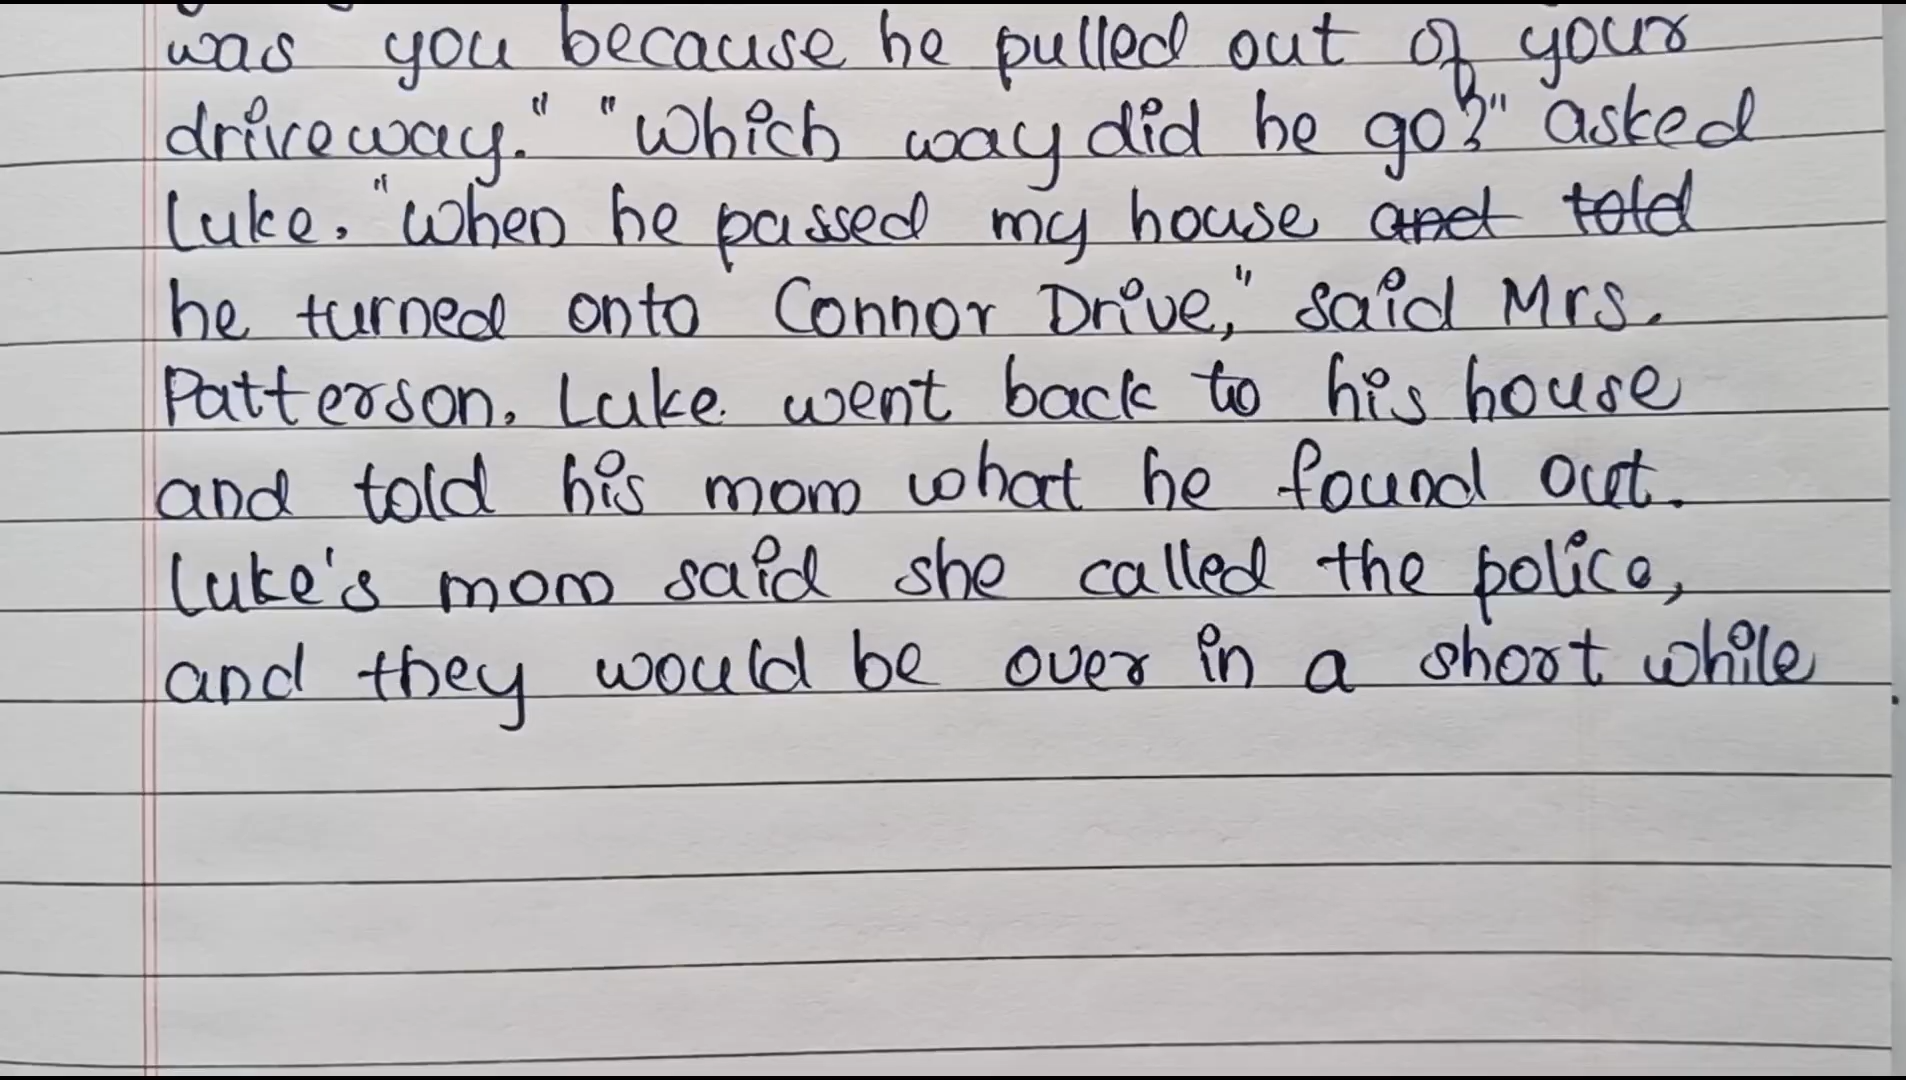 was you because he pulled out of your
driveway." "Which way did he go?" asked
Luke. "When he passed my house and told
he turned onto Connor Drive," said Mrs.
Patterson. Luke went back to his house
and told his mom what he found out.
Luke's mom said she called the police,
and they would be over in a short while.